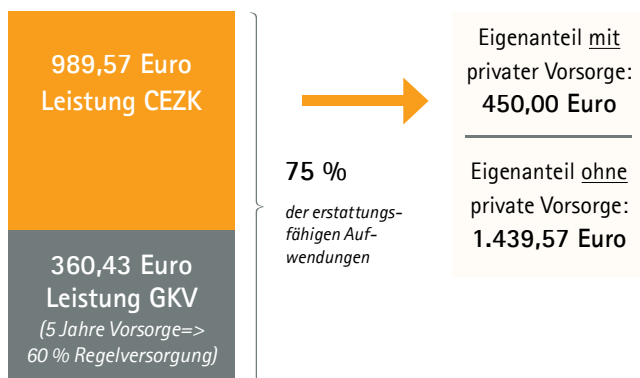 989,57 Euro
Leistung CEZK
360,43 Euro
Leistung GKV
(5 Jahre Vorsorge=>
60 % Regelversorgung)
75 %
der erstattungs-
fähigen Auf-
wendungen
Eigenanteil mit
privater Vorsorge:
450,00 Euro
Eigenanteil ohne
private Vorsorge:
1.439,57 Euro